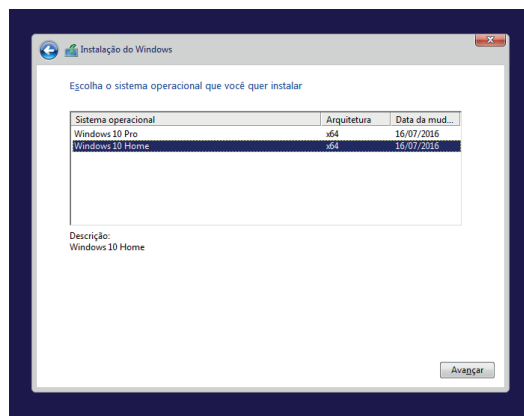 Instalação do Windows
Escolha o sistema operacional que você quer instalar
Sistema operacional Arquitetura Data da mud...
Windows 10 Pro x64 16/07/2016
Windows 10 Home x64 16/07/2016
Descrição:
Windows 10 Home
Avançar